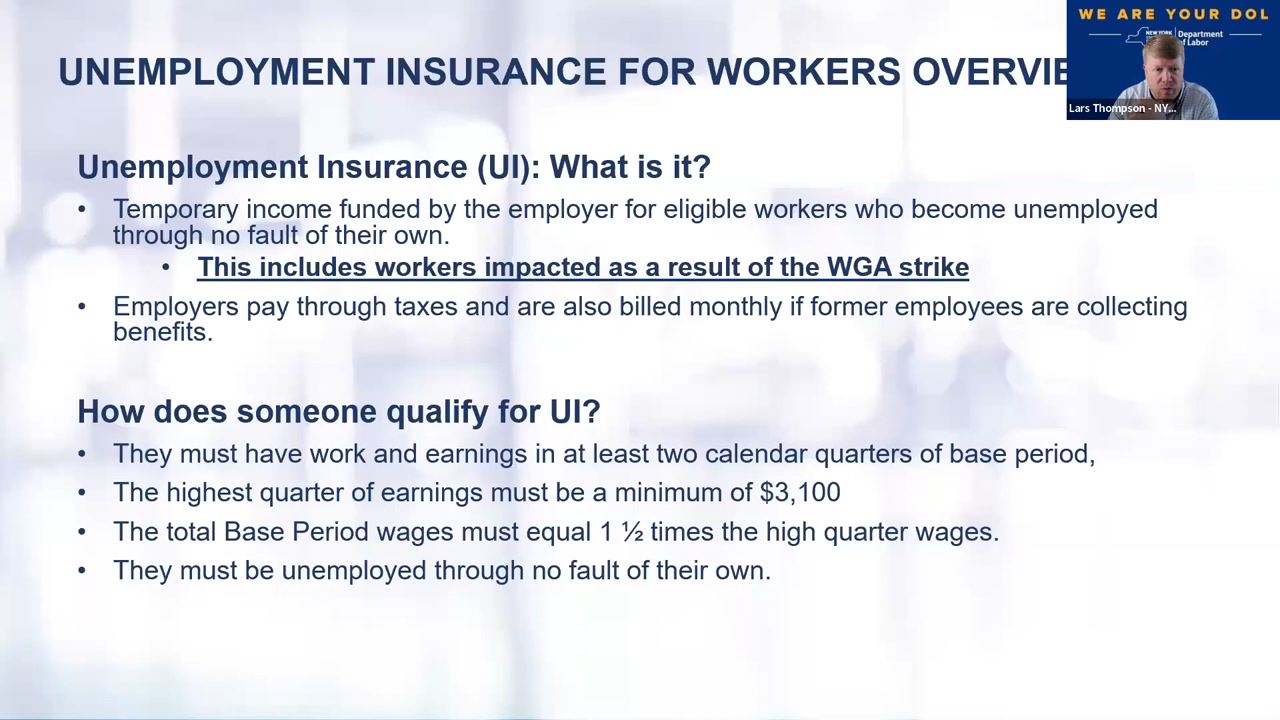 WE ARE YOUR DOL
NEW YORK
Department
of Labor
Lars Thompson - NY...
UNEMPLOYMENT INSURANCE FOR WORKERS OVERVIE
Unemployment Insurance (UI): What is it?
• Temporary income funded by the employer for eligible workers who become unemployed
through no fault of their own.
• This includes workers impacted as a result of the WGA strike
• Employers pay through taxes and are also billed monthly if former employees are collecting
benefits.
How does someone qualify for UI?
• They must have work and earnings in at least two calendar quarters of base period,
• The highest quarter of earnings must be a minimum of $3,100
• The total Base Period wages must equal 1 ½ times the high quarter wages.
• They must be unemployed through no fault of their own.